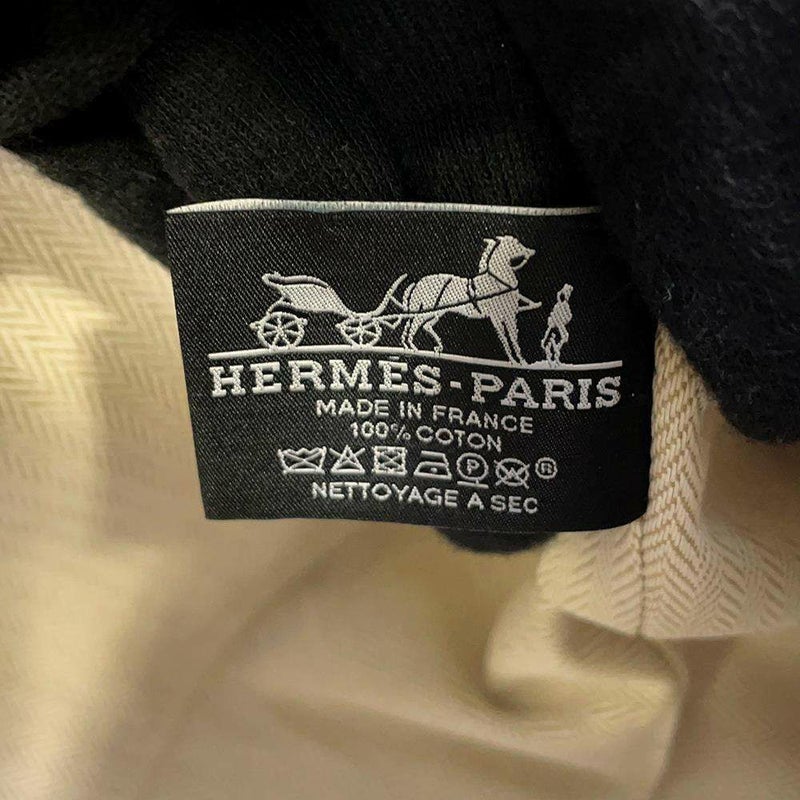 HERMÈS-PARIS
MADE IN FRANCE
100% COTON
P ®
NETTOYAGE A SEC